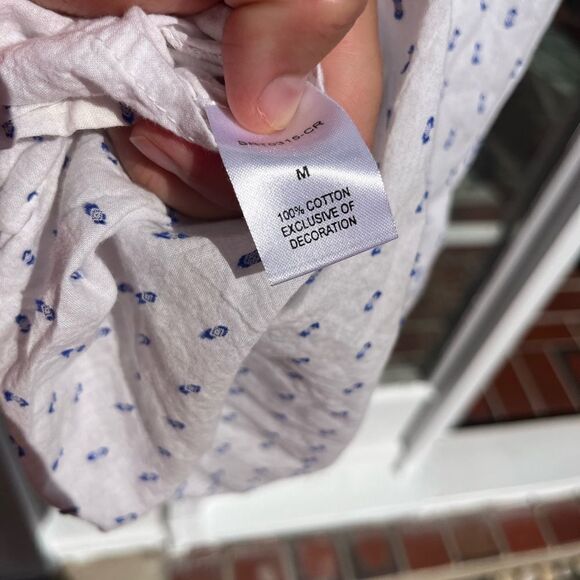 M
100% COTTON
EXCLUSIVE OF
DECORATION